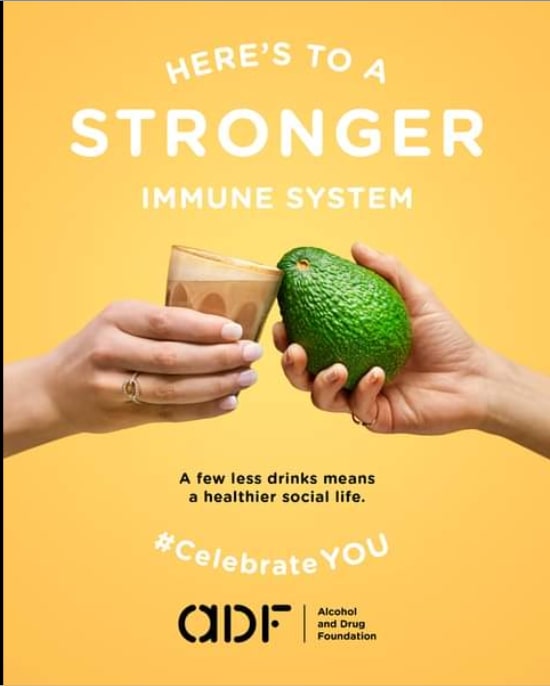 HERE'S TO A
STRONGER
IMMUNE SYSTEM
A few less drinks means
a healthier social life.
#CelebrateYOU
ADF
Alcohol
and Drug
Foundation